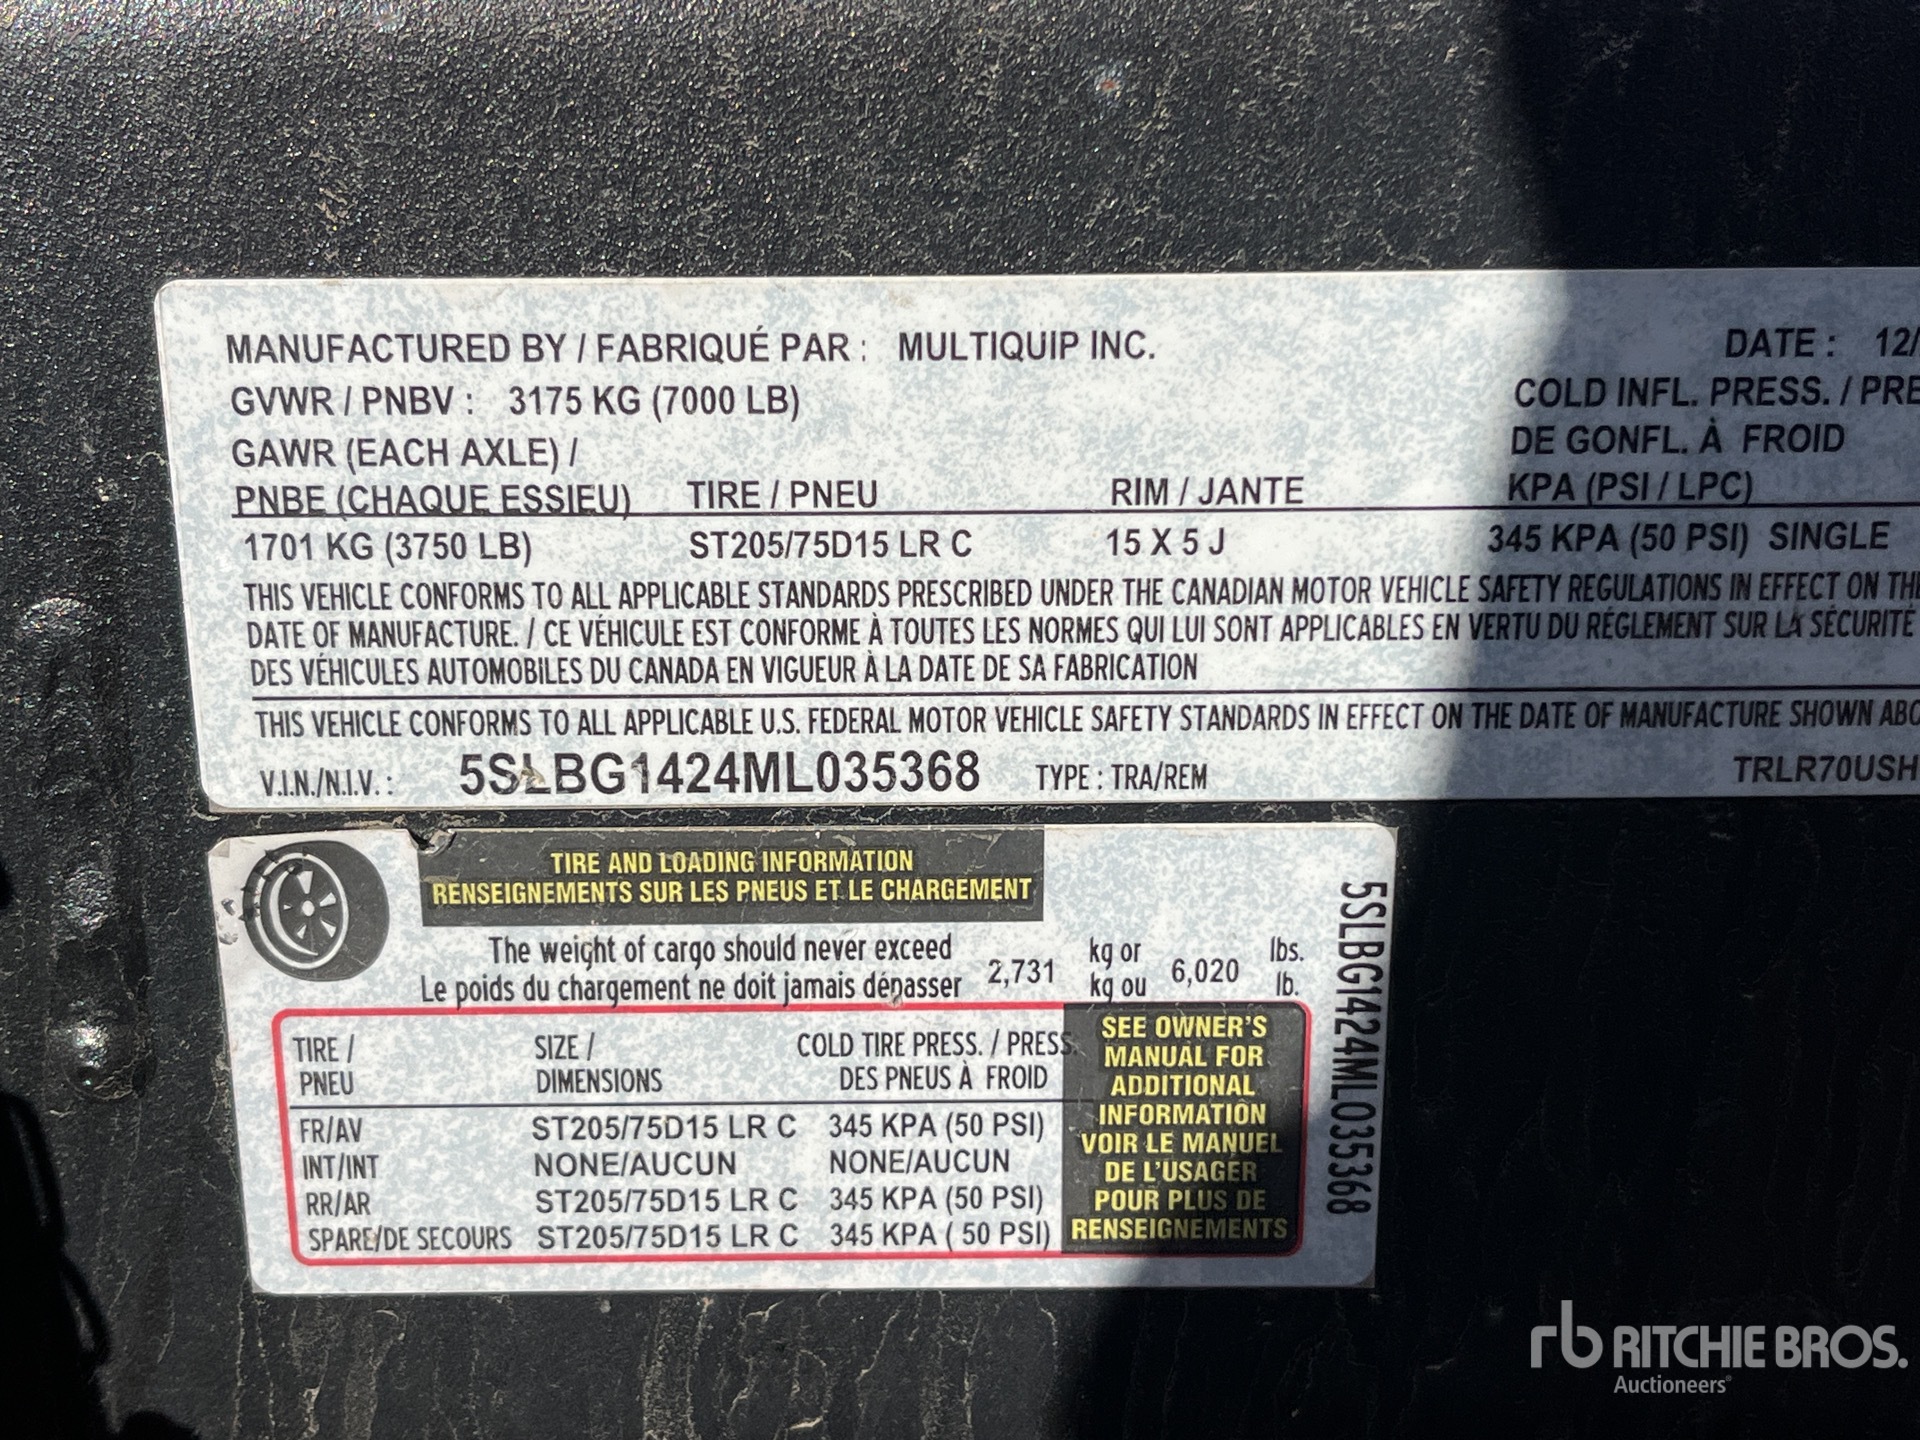 MANUFACTURED BY / FABRIQUÉ PAR : MULTIQUIP INC. DATE : 12/
GVWR / PNBV : 3175 KG (7000 LB) COLD INFL. PRESS. / PRE
GAWR (EACH AXLE) / DE GONFL. À FROID
PNBE (CHAQUE ESSIEU) TIRE / PNEU RIM / JANTE KPA (PSI / LPC)
1701 KG (3750 LB) ST205/75D15 LR C 15 X 5 J 345 KPA (50 PSI) SINGLE
THIS VEHICLE CONFORMS TO ALL APPLICABLE STANDARDS PRESCRIBED UNDER THE CANADIAN MOTOR VEHICLE SAFETY REGULATIONS IN EFFECT ON THE
DATE OF MANUFACTURE. / CE VÉHICULE EST CONFORME À TOUTES LES NORMES QUI LUI SONT APPLICABLES EN VERTU DU RÉGLEMENT SUR LA SÉCURITÉ
DES VÉHICULES AUTOMOBILES DU CANADA EN VIGUEUR À LA DATE DE SA FABRICATION
THIS VEHICLE CONFORMS TO ALL APPLICABLE U.S. FEDERAL MOTOR VEHICLE SAFETY STANDARDS IN EFFECT ON THE DATE OF MANUFACTURE SHOWN ABO
V.I.N./N.I.V. : 5SLBG1424ML035368 TYPE : TRA/REM TRLR70USH
TIRE AND LOADING INFORMATION
RENSEIGNEMENTS SUR LES PNEUS ET LE CHARGEMENT
The weight of cargo should never exceed 2,731 kg or 6,020 lbs.
Le poids du chargement ne doit jamais dépasser kg ou lb.
TIRE / SIZE / COLD TIRE PRESS. / PRESS.
PNEU DIMENSIONS DES PNEUS À FROID
FR/AV ST205/75D15 LR C 345 KPA (50 PSI)
INT/INT NONE/AUCUN NONE/AUCUN
RR/AR ST205/75D15 LR C 345 KPA (50 PSI)
SPARE/DE SECOURS ST205/75D15 LR C 345 KPA ( 50 PSI)
SEE OWNER'S
MANUAL FOR
ADDITIONAL
INFORMATION
VOIR LE MANUEL
DE L'USAGER
POUR PLUS DE
RENSEIGNEMENTS
5SLBG1424ML035368
rb RITCHIE BROS.
Auctioneers